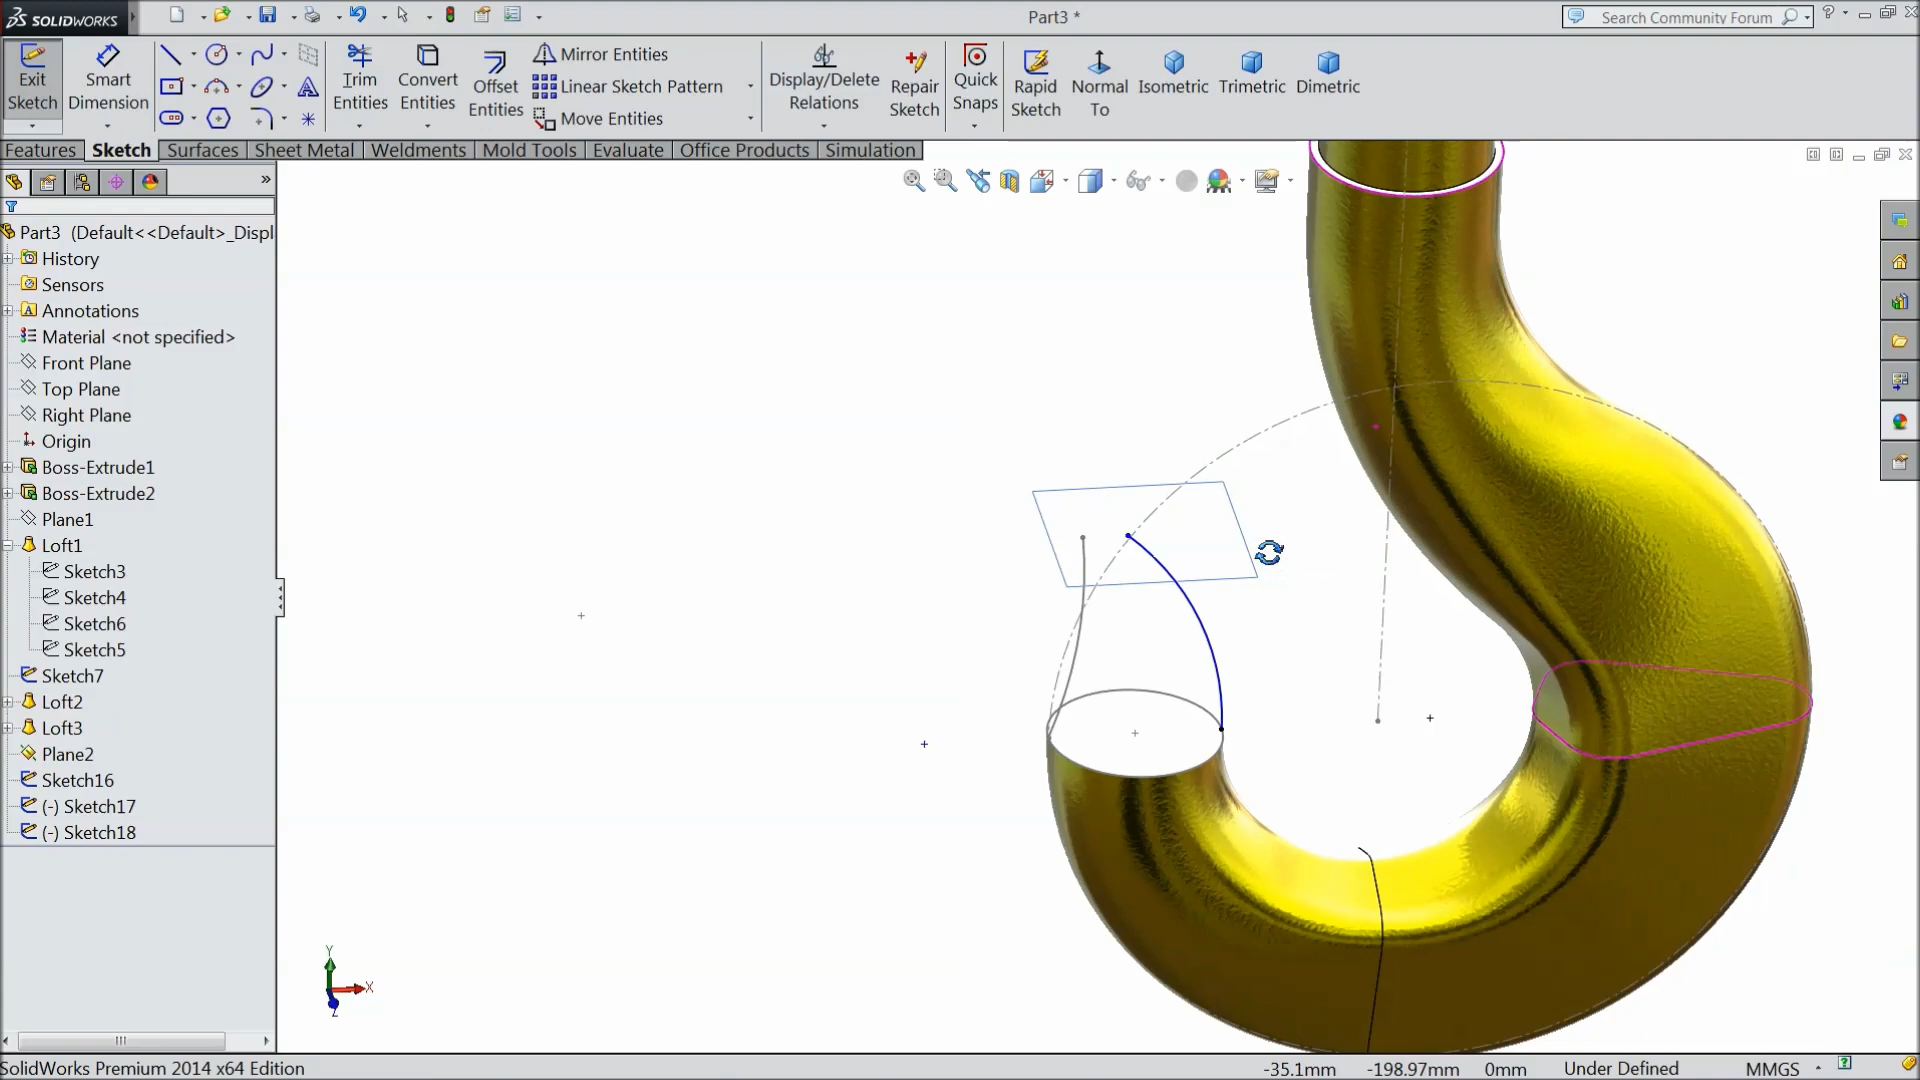 SOLIDWORKS
Part3 *
Search Community Forum
Exit Sketch
Smart Dimension
Trim Entities
Convert Entities
Offset Entities
Mirror Entities
Linear Sketch Pattern
Move Entities
Display/Delete Relations
Repair Sketch
Quick Snaps
Rapid Sketch
Normal To
Isometric
Trimetric
Dimetric
Features Sketch Surfaces Sheet Metal Weldments Mold Tools Evaluate Office Products Simulation
Part3 (Default<<Default>_Displ
History
Sensors
Annotations
Material <not specified>
Front Plane
Top Plane
Right Plane
Origin
Boss-Extrude1
Boss-Extrude2
Plane1
Loft1
Sketch3
Sketch4
Sketch6
Sketch5
Sketch7
Loft2
Loft3
Plane2
Sketch16
(-) Sketch17
(-) Sketch18
Y
X
Z
SolidWorks Premium 2014 x64 Edition
-35.1mm -198.97mm 0mm Under Defined MMGS